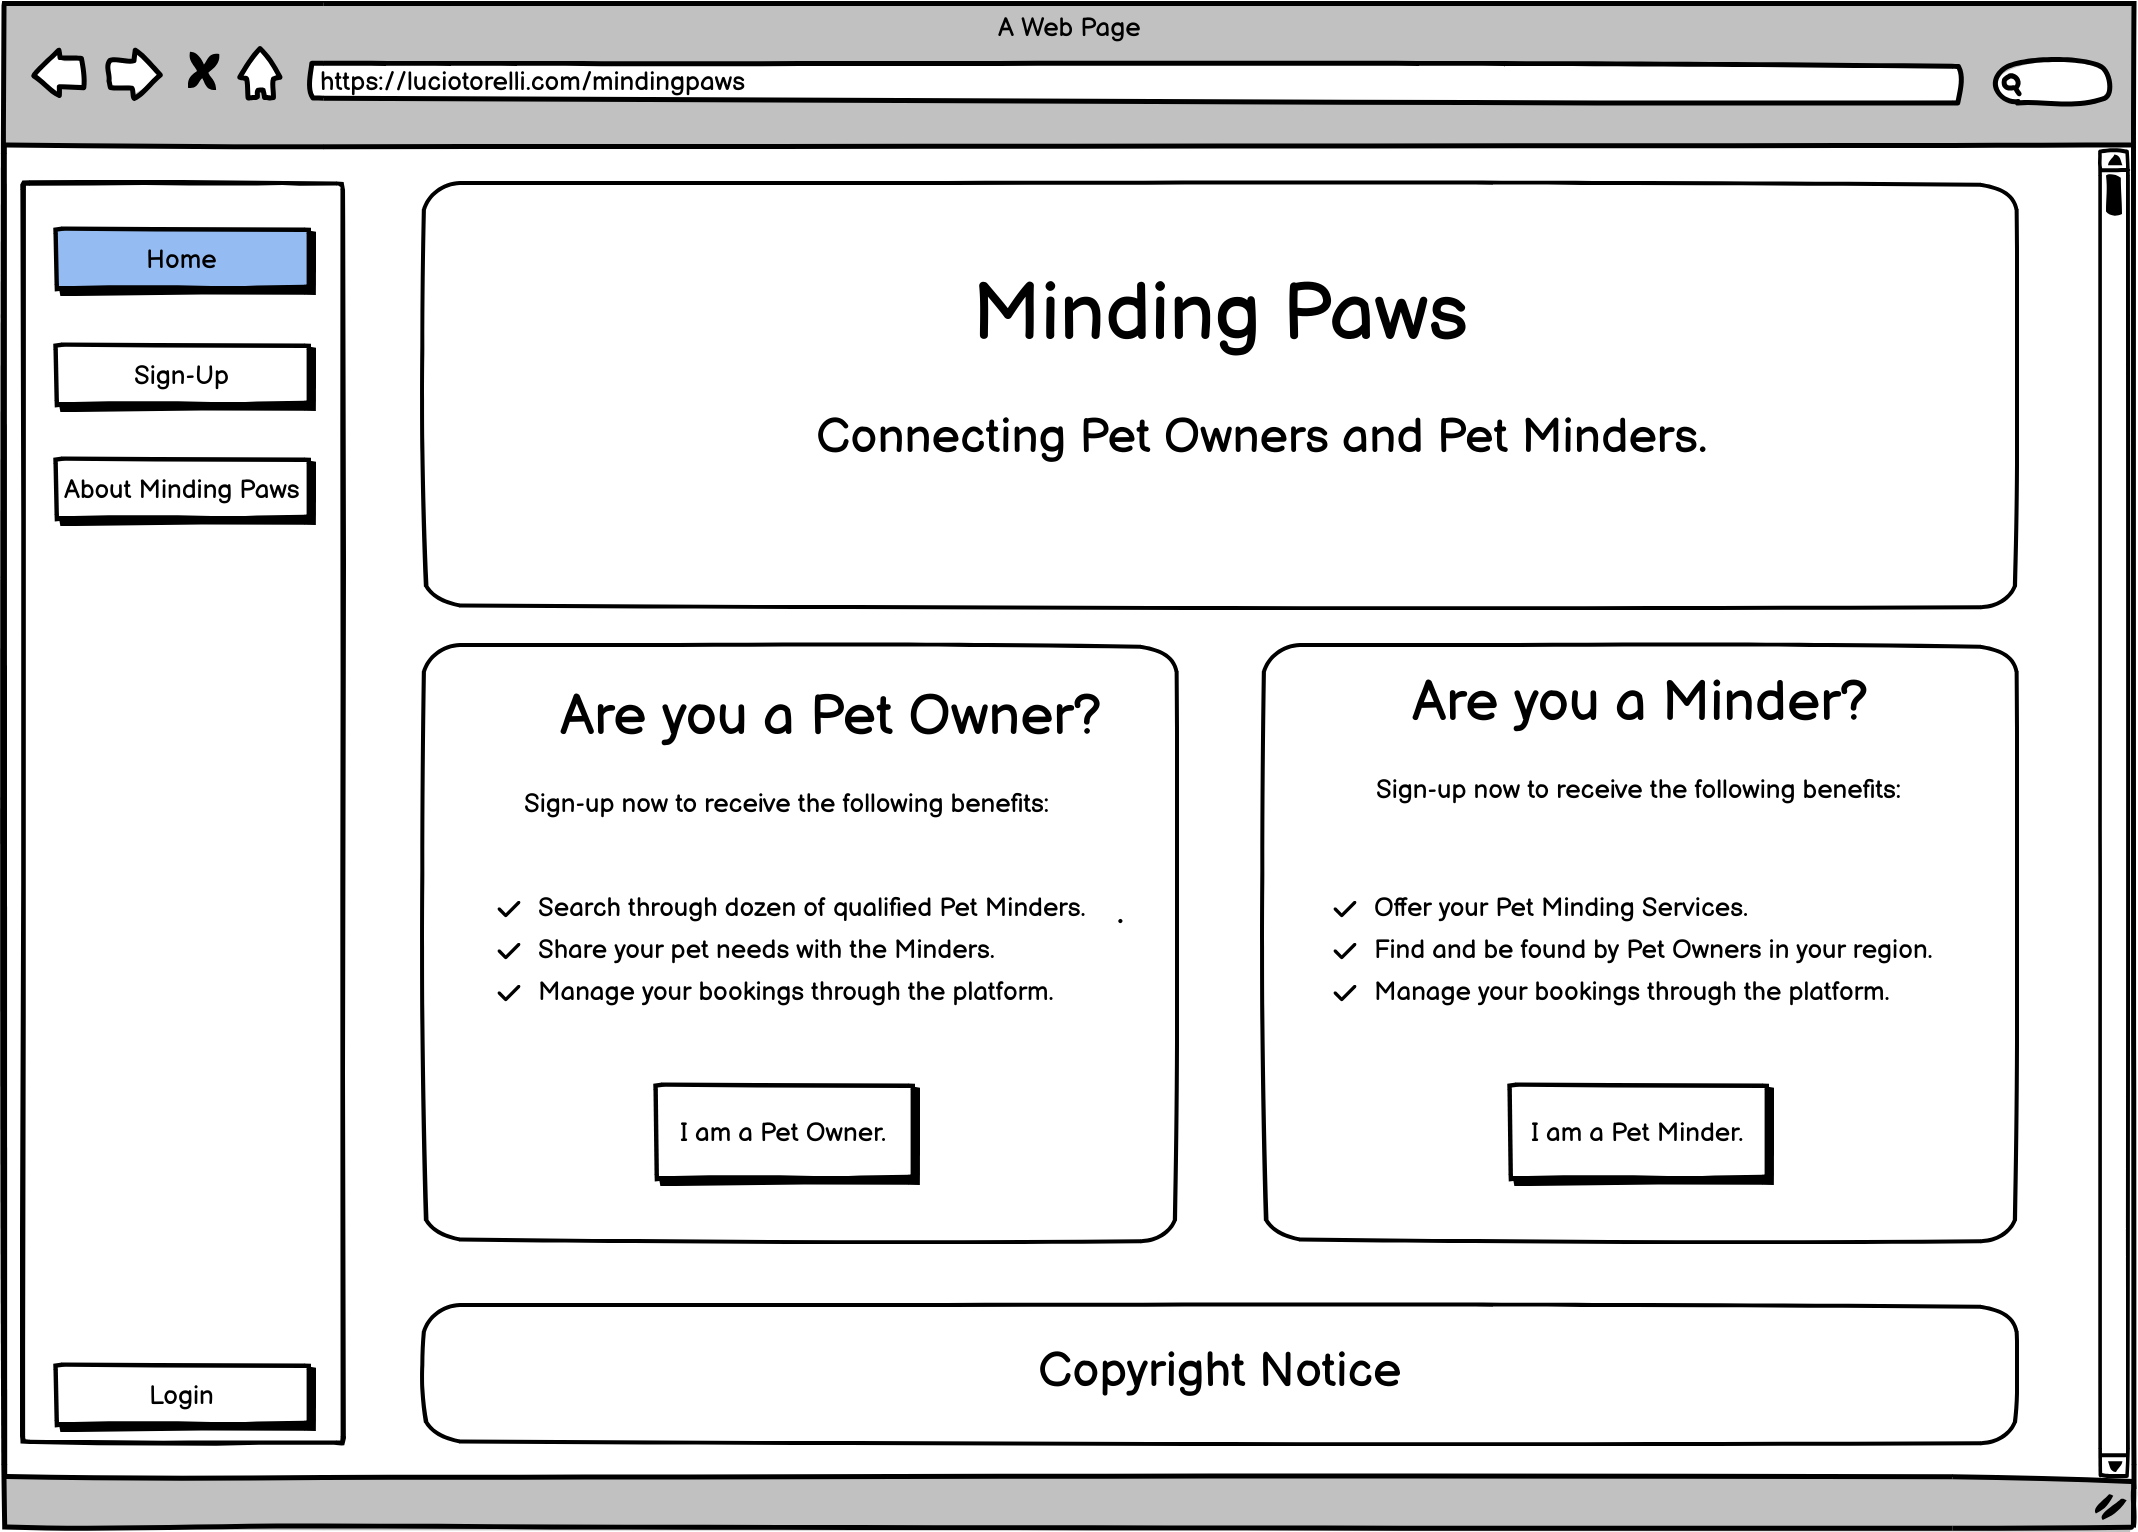 A Web Page
https://luciotorelli.com/mindingpaws
Home
Sign-Up
About Minding Paws
Login
Minding Paws
Connecting Pet Owners and Pet Minders.
Are you a Pet Owner?
Sign-up now to receive the following benefits:
Search through dozen of qualified Pet Minders.
.
Share your pet needs with the Minders.
Manage your bookings through the platform.
I am a Pet Owner.
Are you a Minder?
Sign-up now to receive the following benefits:
Offer your Pet Minding Services.
Find and be found by Pet Owners in your region.
Manage your bookings through the platform.
I am a Pet Minder.
Copyright Notice